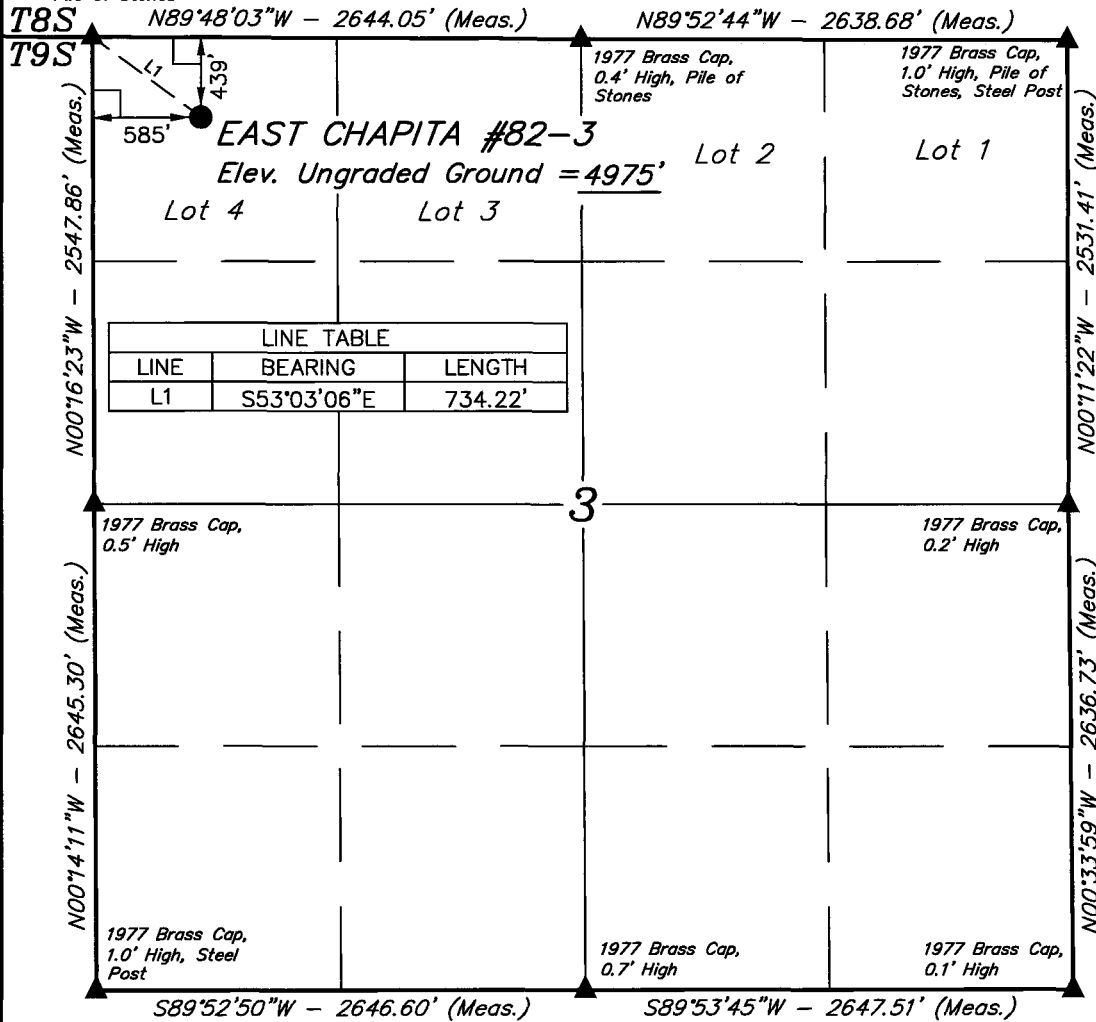 T8S
T9S
N89°48'03"W - 2644.05' (Meas.)
N89°52'44"W - 2638.68' (Meas.)
L1
439'
585'
1977 Brass Cap,
0.4' High, Pile of
Stones
1977 Brass Cap,
1.0' High, Pile of
Stones, Steel Post
EAST CHAPITA #82-3
Elev. Ungraded Ground = 4975'
Lot 4
Lot 3
Lot 2
Lot 1
N00°16'23"W - 2547.86' (Meas.)
N00°11'22"W - 2531.41' (Meas.)
LINE TABLE
LINE BEARING LENGTH
L1 S53°03'06"E 734.22'
3
1977 Brass Cap,
0.5' High
1977 Brass Cap,
0.2' High
N00°14'11"W - 2645.30' (Meas.)
N00°33'59"W - 2636.73' (Meas.)
1977 Brass Cap,
1.0' High, Steel
Post
1977 Brass Cap,
0.7' High
1977 Brass Cap,
0.1' High
S89°52'50"W - 2646.60' (Meas.)
S89°53'45"W - 2647.51' (Meas.)